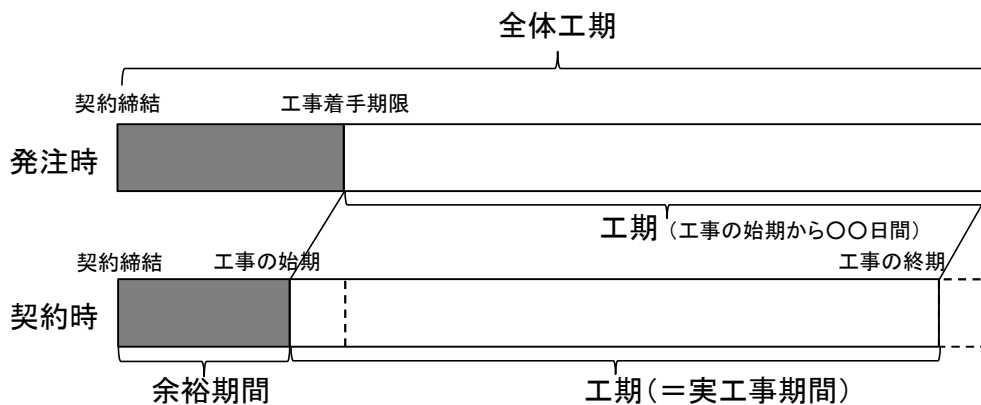 全体工期
契約締結 工事着手期限
発注時
工期（工事の始期から〇〇日間）
契約締結 工事の始期 工事の終期
契約時
余裕期間 工期（＝実工事期間）